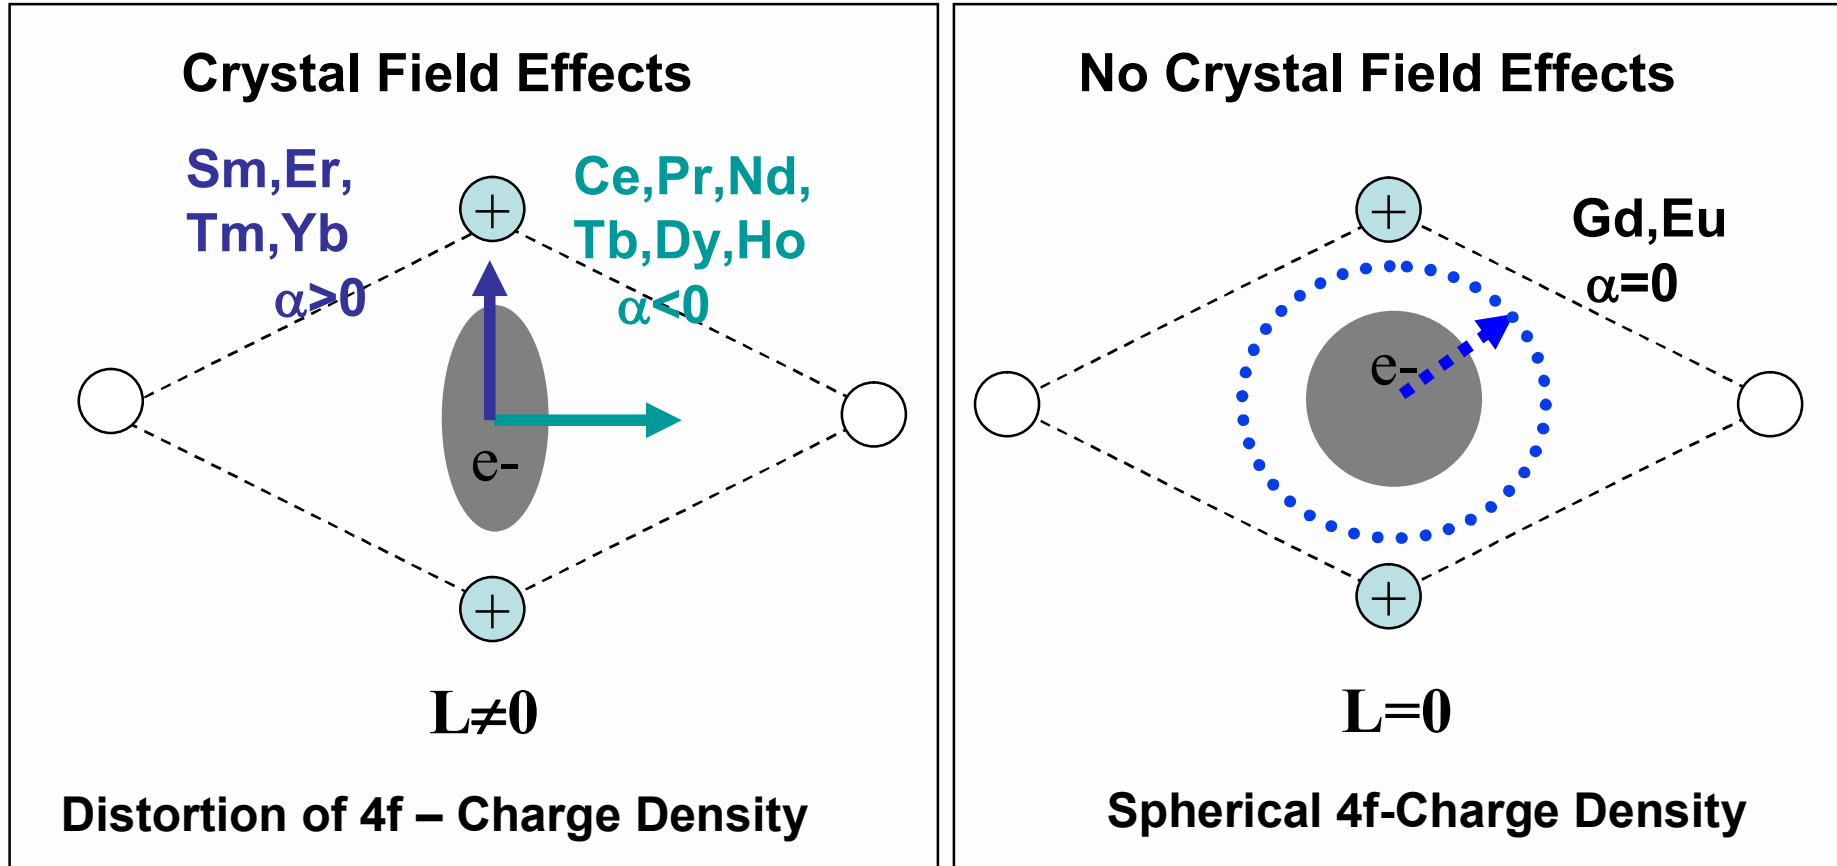 Crystal Field Effects
Sm,Er,
Tm,Yb
α>0
Ce,Pr,Nd,
Tb,Dy,Ho
α<0
+
e-
+
L≠0
Distortion of 4f – Charge Density
No Crystal Field Effects
Gd,Eu
α=0
+
e-
+
L=0
Spherical 4f-Charge Density